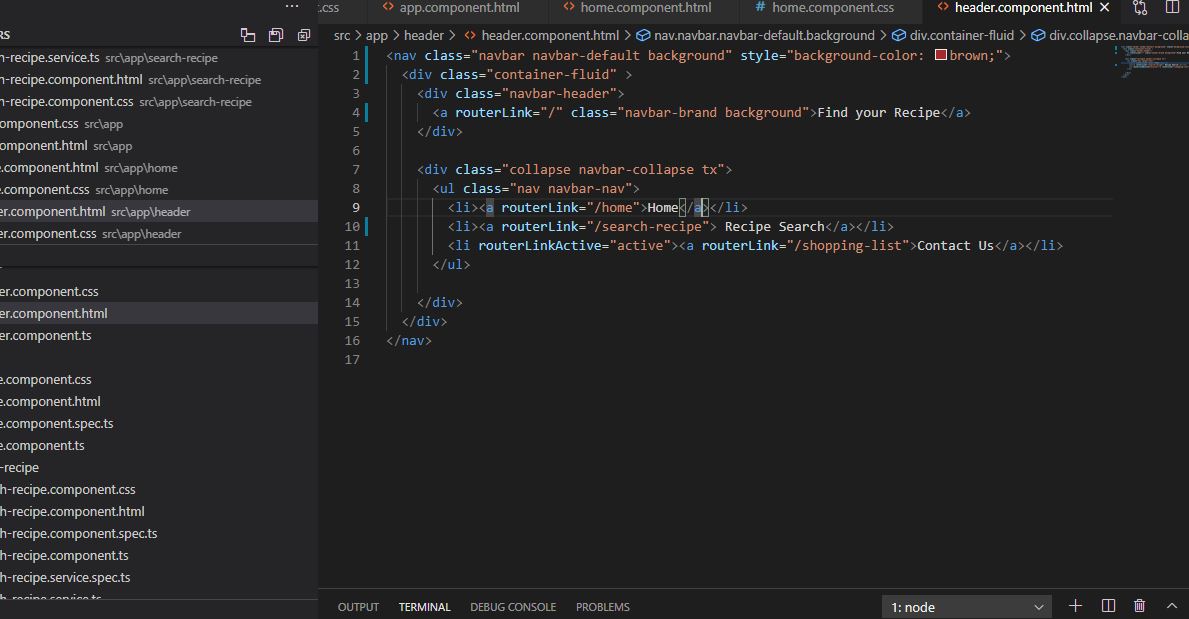 .css app.component.html home.component.html # home.component.css header.component.html
RS
src > app > header > header.component.html > nav.navbar.navbar-default.background > div.container-fluid > div.collapse.navbar-colla
h-recipe.service.ts src\app\search-recipe
h-recipe.component.html src\app\search-recipe
h-recipe.component.css src\app\search-recipe
omponent.css src\app
omponent.html src\app
e.component.html src\app\home
e.component.css src\app\home
er.component.html src\app\header
er.component.css src\app\header
er.component.css
er.component.html
er.component.ts
e.component.css
e.component.html
e.component.spec.ts
e.component.ts
-recipe
h-recipe.component.css
h-recipe.component.html
h-recipe.component.spec.ts
h-recipe.component.ts
h-recipe.service.spec.ts
h-recipe.service.ts
1 <nav class="navbar navbar-default background" style="background-color: brown;">
2 <div class="container-fluid" >
3 <div class="navbar-header">
4 <a routerLink="/" class="navbar-brand background">Find your Recipe</a>
5 </div>
6
7 <div class="collapse navbar-collapse tx">
8 <ul class="nav navbar-nav">
9 <li><a routerLink="/home">Home</a></li>
10 <li><a routerLink="/search-recipe"> Recipe Search</a></li>
11 <li routerLinkActive="active"><a routerLink="/shopping-list">Contact Us</a></li>
12 </ul>
13
14 </div>
15 </div>
16 </nav>
17
OUTPUT TERMINAL DEBUG CONSOLE PROBLEMS 1: node